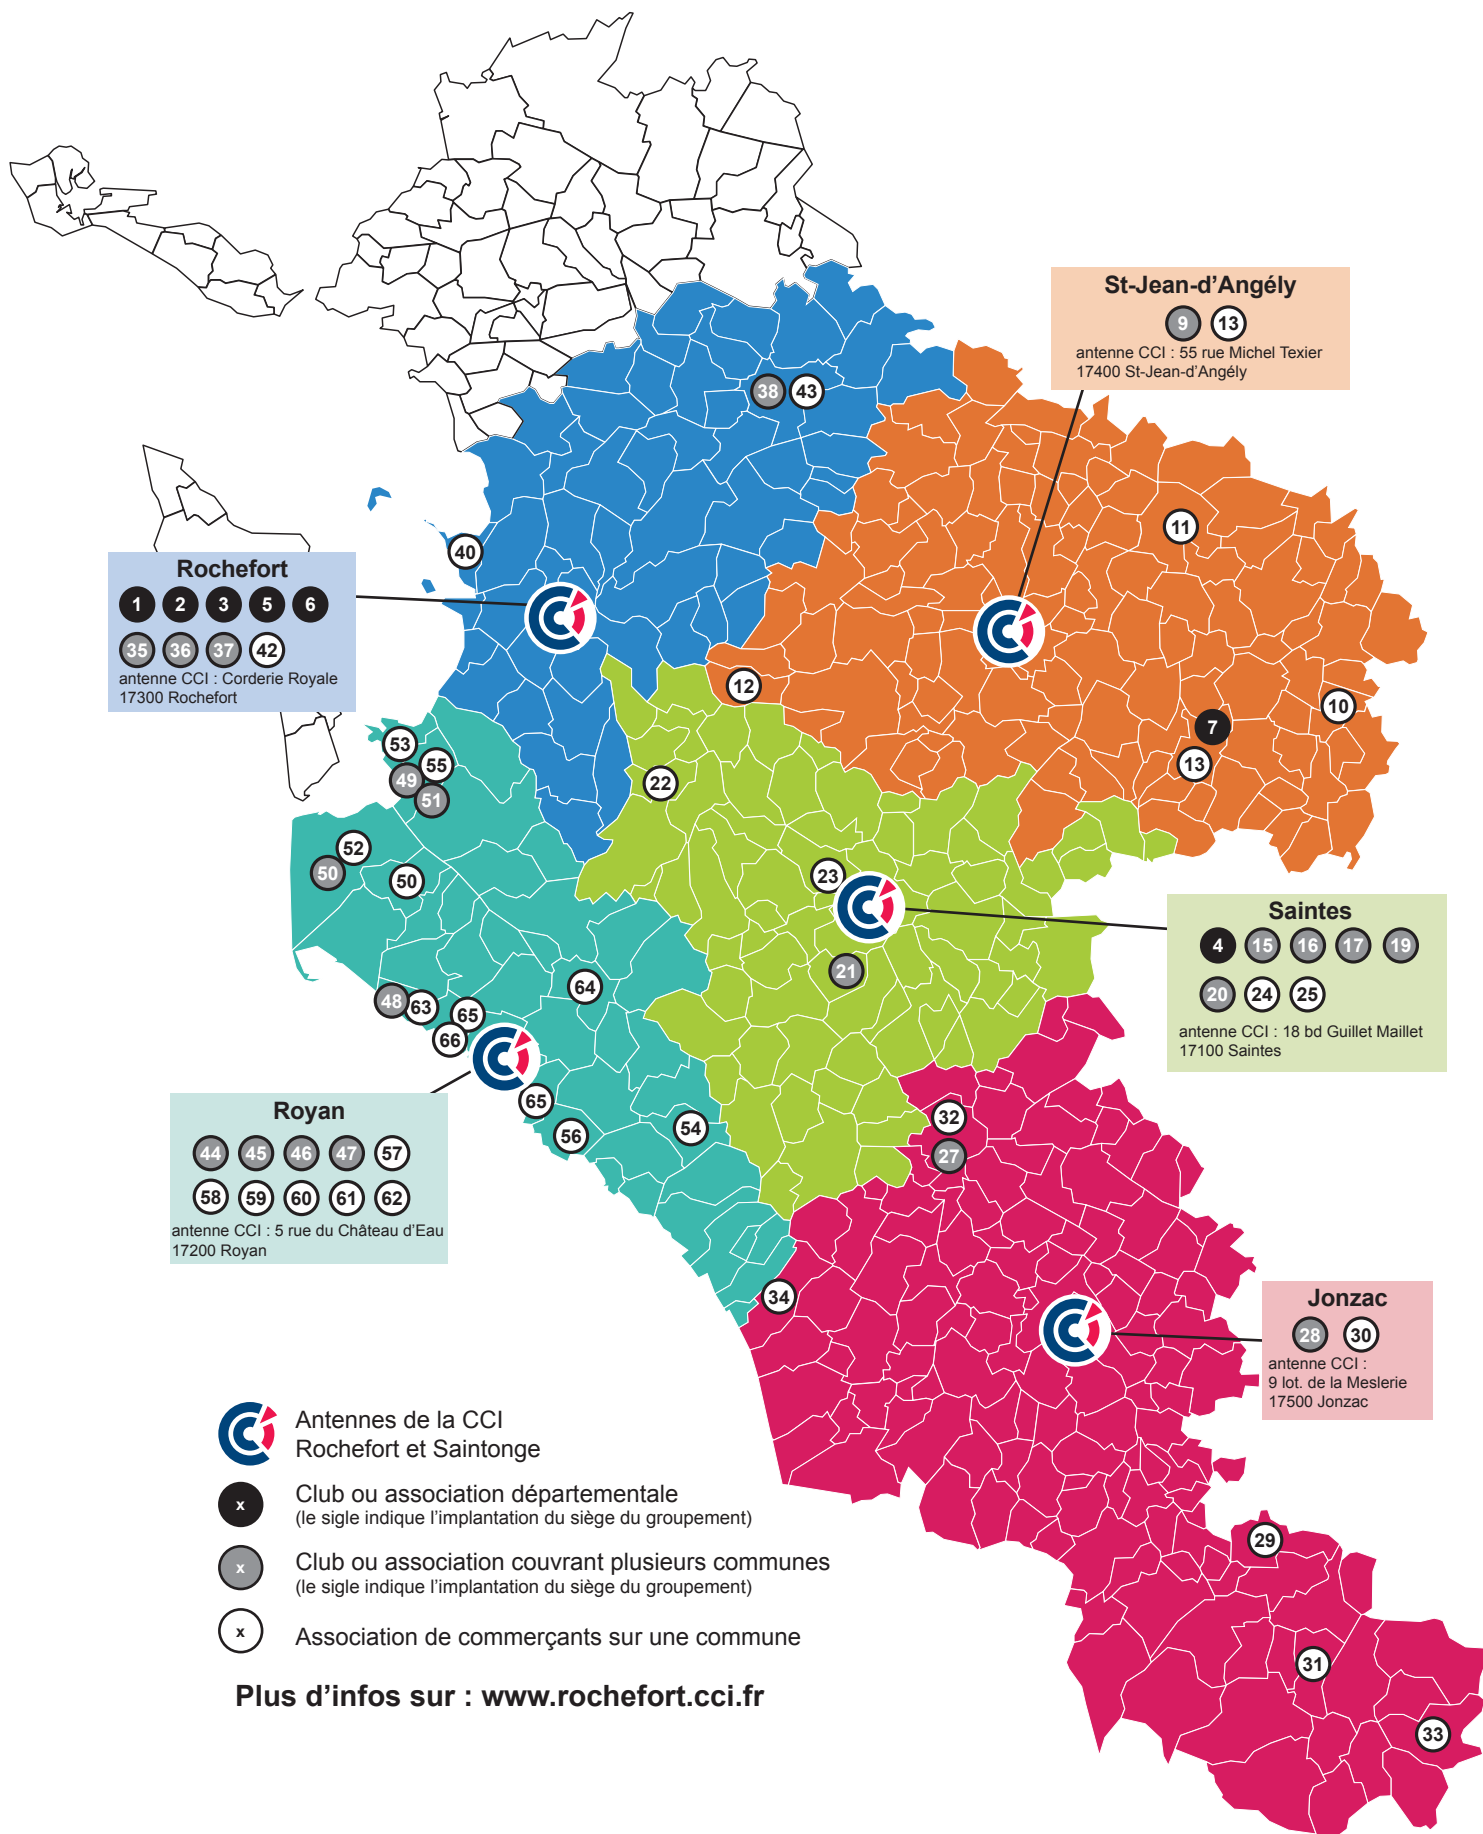 St-Jean-d'Angély
9 13
antenne CCI : 55 rue Michel Texier
17400 St-Jean-d'Angély
38 43
11
40
Rochefort
1 2 3 5 6
35 36 37 42
antenne CCI : Corderie Royale
17300 Rochefort
12
10
7
13
53
55
49
51
22
52
50
50
23
Saintes
4 15 16 17 19
20 24 25
antenne CCI : 18 bd Guillet Maillet
17100 Saintes
21
64
48 63
65
66
65
56
54
32
27
Royan
44 45 46 47 57
58 59 60 61 62
antenne CCI : 5 rue du Château d'Eau
17200 Royan
34
Jonzac
28 30
antenne CCI :
9 lot. de la Meslerie
17500 Jonzac
Antennes de la CCI
Rochefort et Saintonge
x
Club ou association départementale
(le sigle indique l'implantation du siège du groupement)
x
Club ou association couvrant plusieurs communes
(le sigle indique l'implantation du siège du groupement)
x
Association de commerçants sur une commune
29
31
33
Plus d'infos sur : www.rochefort.cci.fr